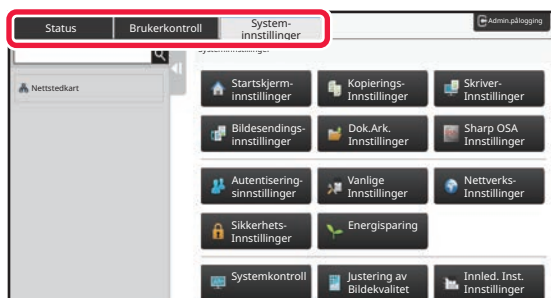 Status
Brukerkontroll
System-
innstillinger
Admin.pålogging
Systeminnstillinger
Nettstedkart
Startskjerm-
innstillinger
Kopierings-
Innstillinger
Skriver-
Innstillinger
Bildesendings-
innstillinger
Dok.Ark.
Innstillinger
Sharp OSA
Innstillinger
Autentisering-
sinnstillinger
Vanlige
Innstillinger
Nettverks-
Innstillinger
Sikkerhets-
Innstillinger
Energisparing
Systemkontroll
Justering av
Bildekvalitet
Innled. Inst.
Innstillinger